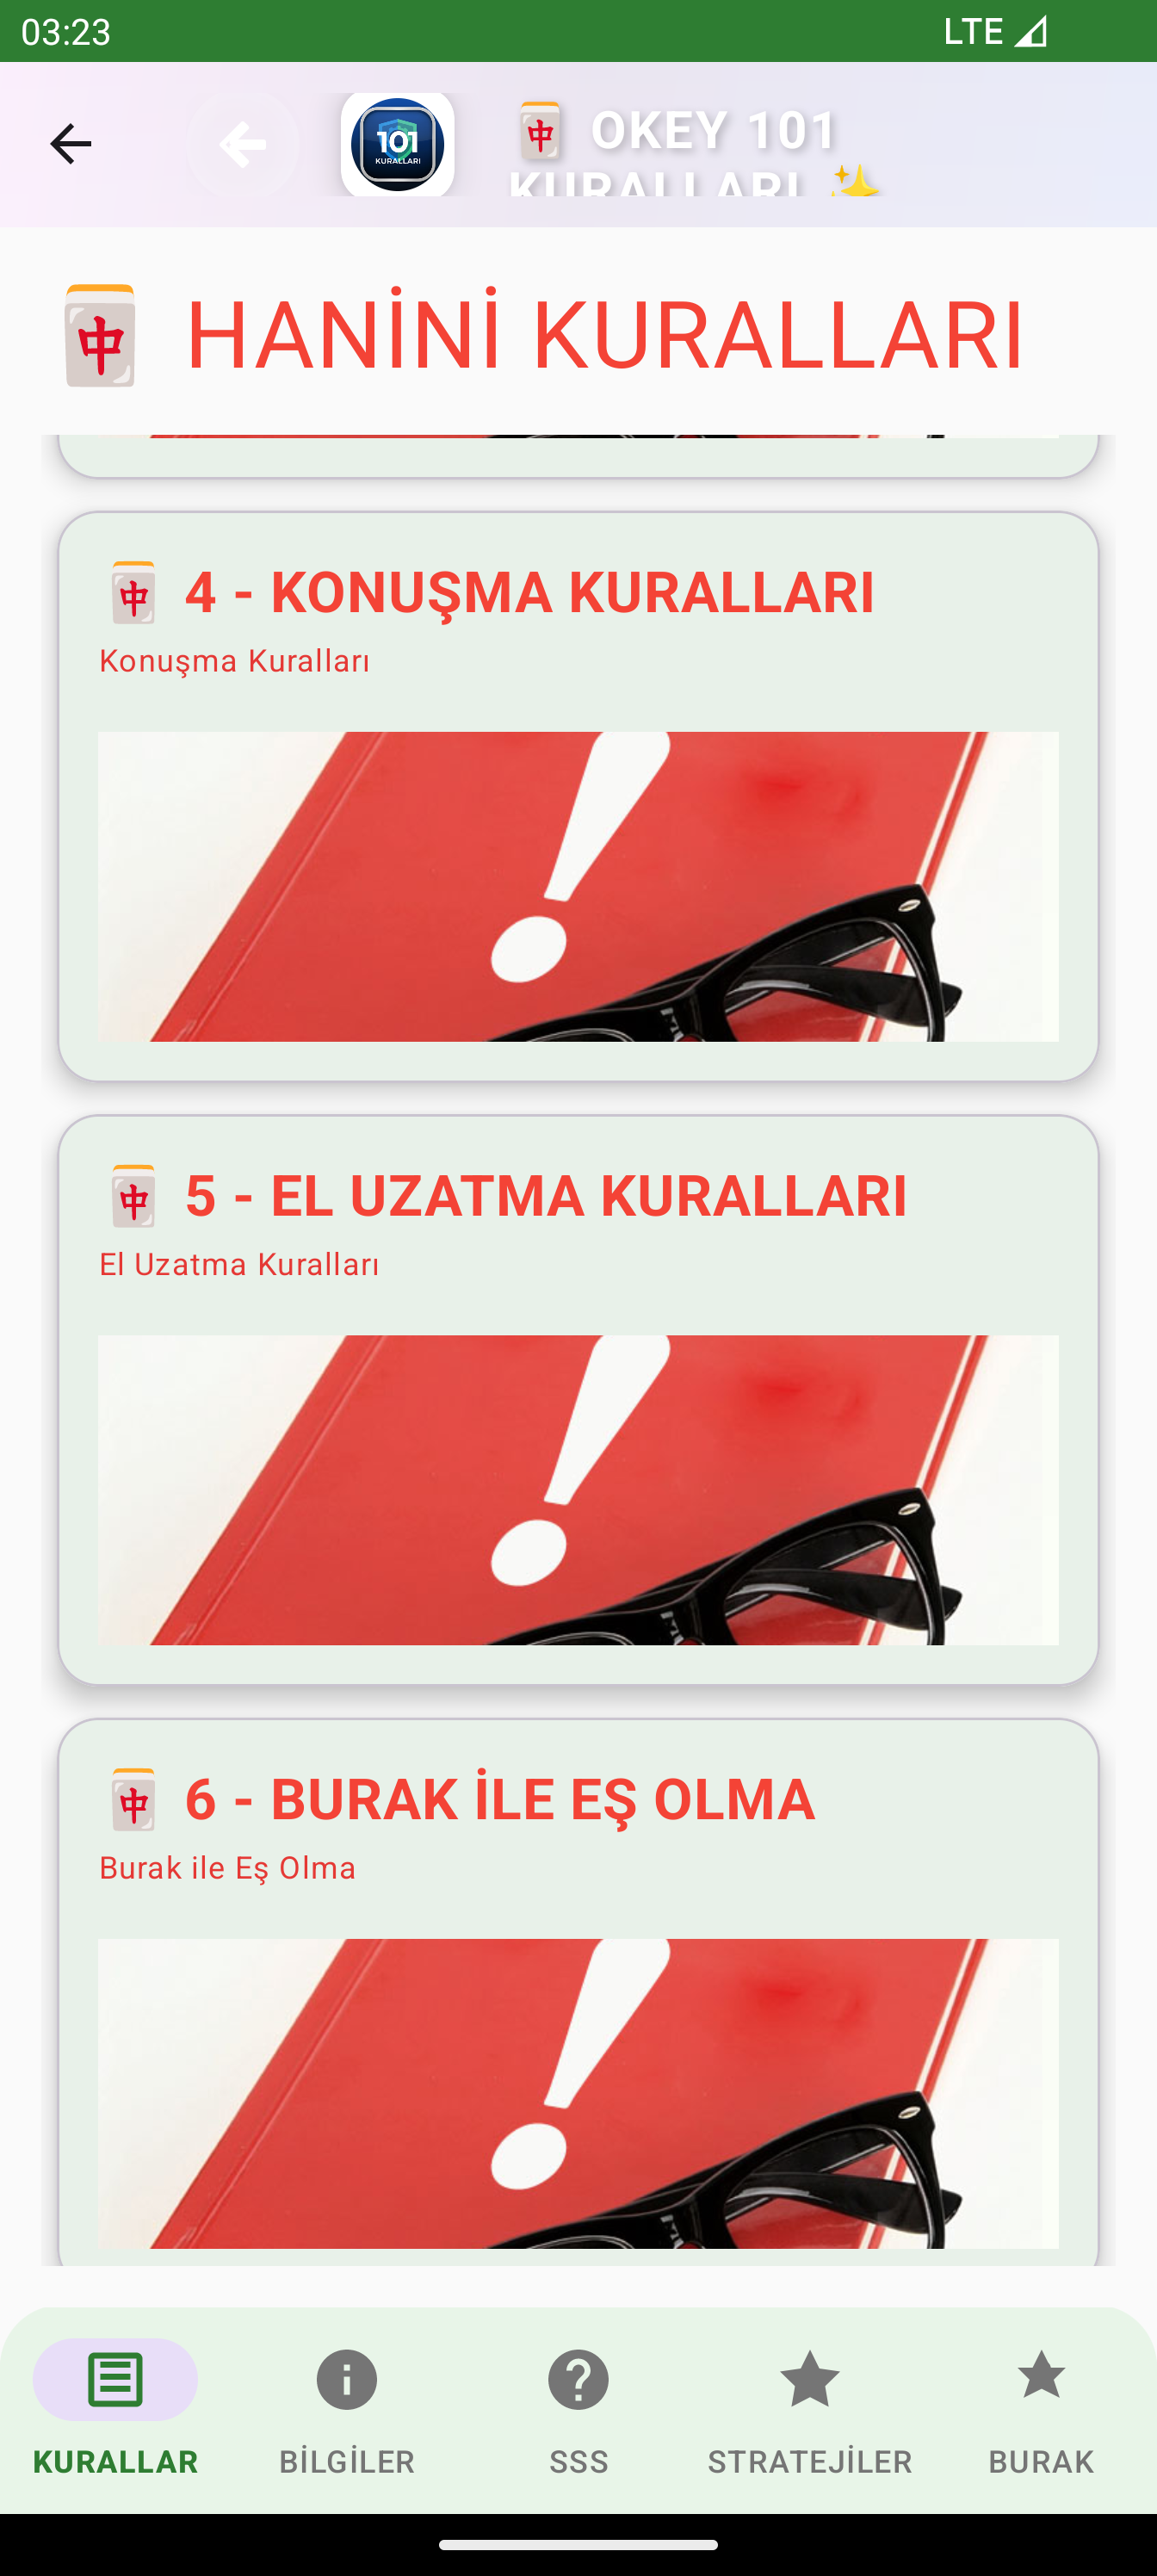 03:23
LTE
101
KURALLARI
🀄 OKEY 101
KURALLARI ✨
🀄 HANİNİ KURALLARI
🀄 4 - KONUŞMA KURALLARI
Konuşma Kuralları
🀄 5 - EL UZATMA KURALLARI
El Uzatma Kuralları
🀄 6 - BURAK İLE EŞ OLMA
Burak ile Eş Olma
KURALLAR
BİLGİLER
SSS
STRATEJİLER
BURAK